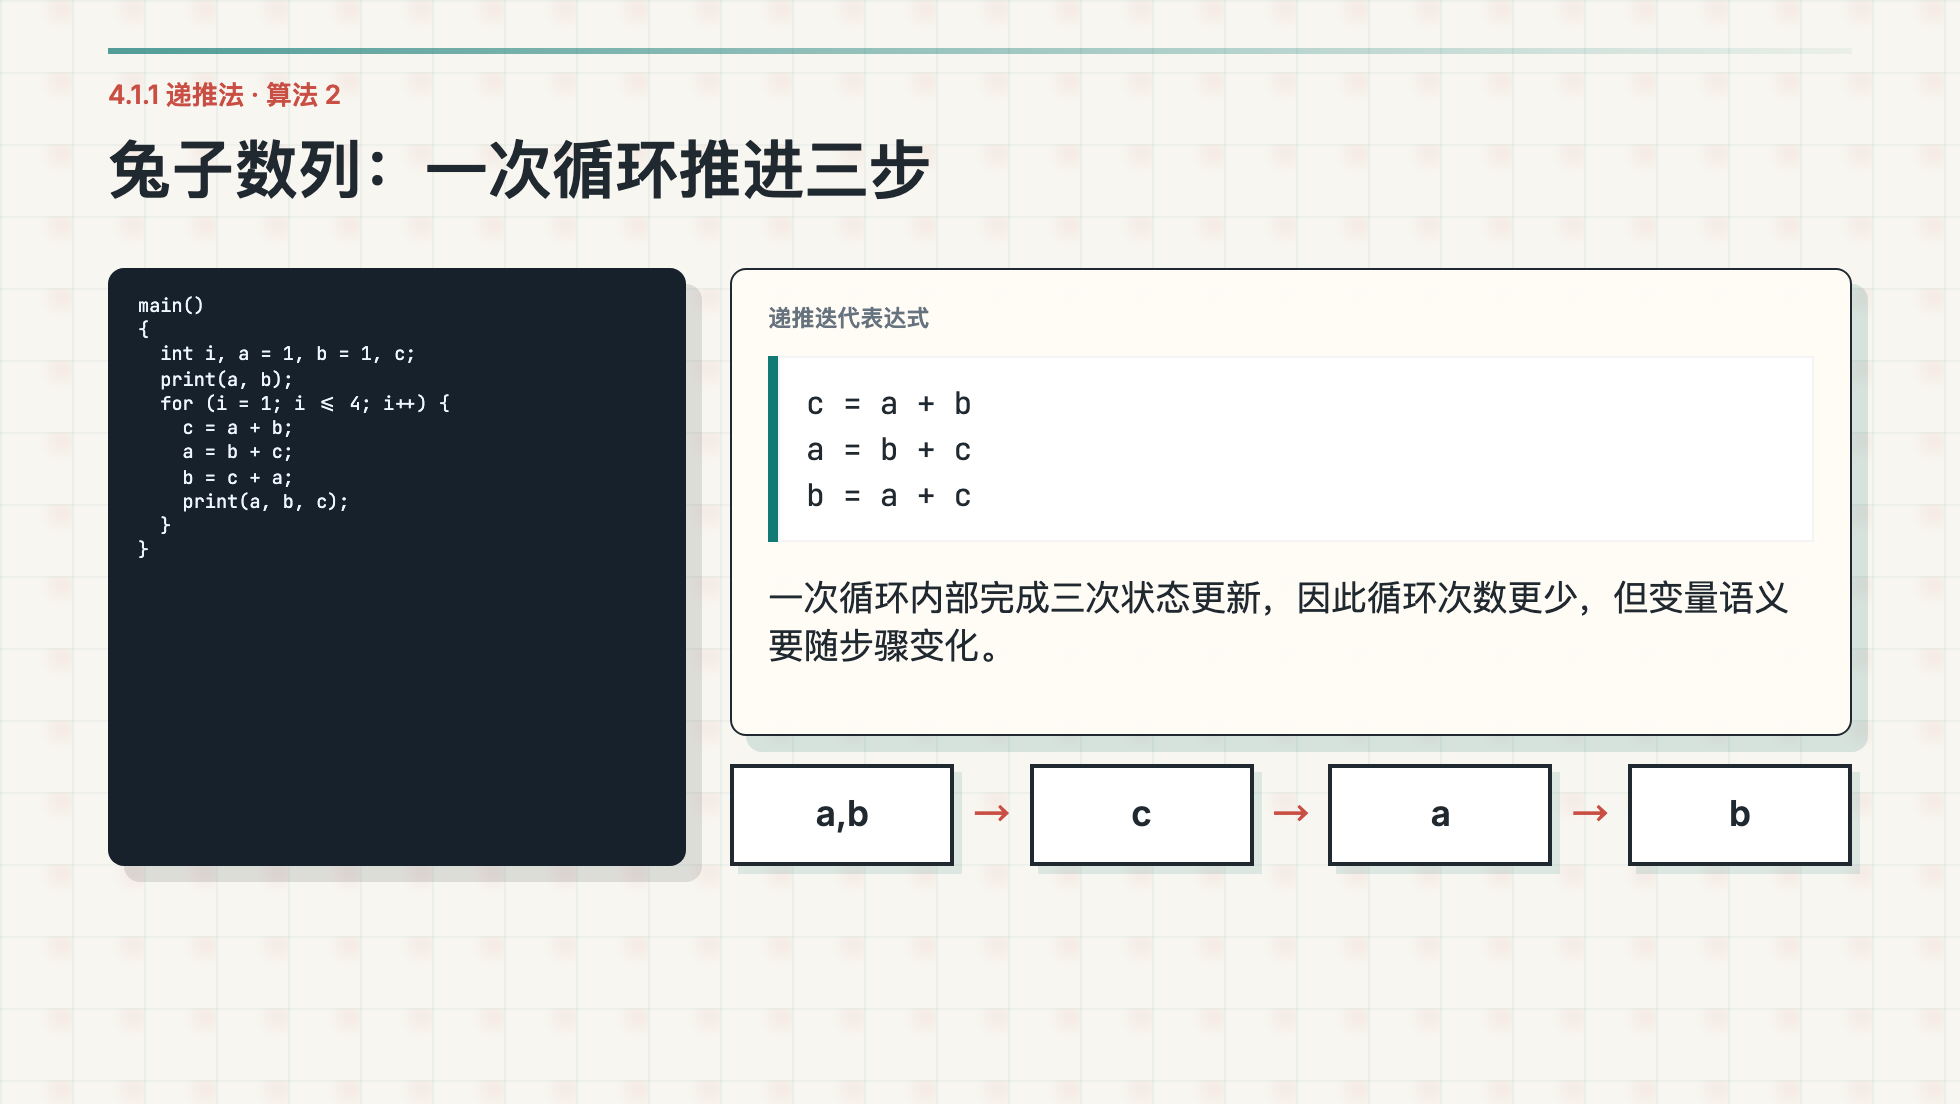 4.1.1 递推法 · 算法 2
兔子数列：一次循环推进三步
main()
{
  int i, a = 1, b = 1, c;
  print(a, b);
  for (i = 1; i <= 4; i++) {
    c = a + b;
    a = b + c;
    b = c + a;
    print(a, b, c);
  }
}
递推迭代表达式
c = a + b
a = b + c
b = a + c
一次循环内部完成三次状态更新，因此循环次数更少，但变量语义
要随步骤变化。
a,b → c → a → b